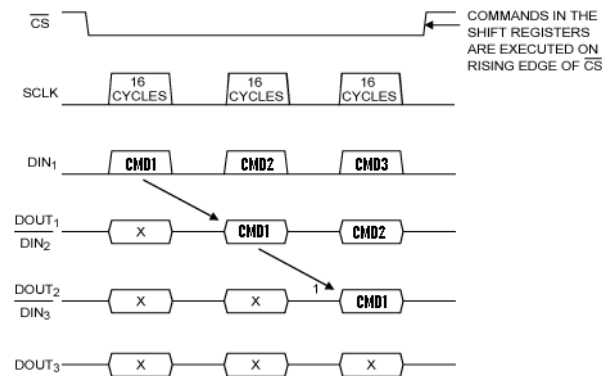 CS
COMMANDS IN THE
SHIFT REGISTERS
ARE EXECUTED ON
RISING EDGE OF CS
SCLK
16
CYCLES
16
CYCLES
16
CYCLES
DIN1
CMD1
CMD2
CMD3
DOUT1
DIN2
X
CMD1
CMD2
DOUT2
DIN3
X
X
1
CMD1
DOUT3
X
X
X